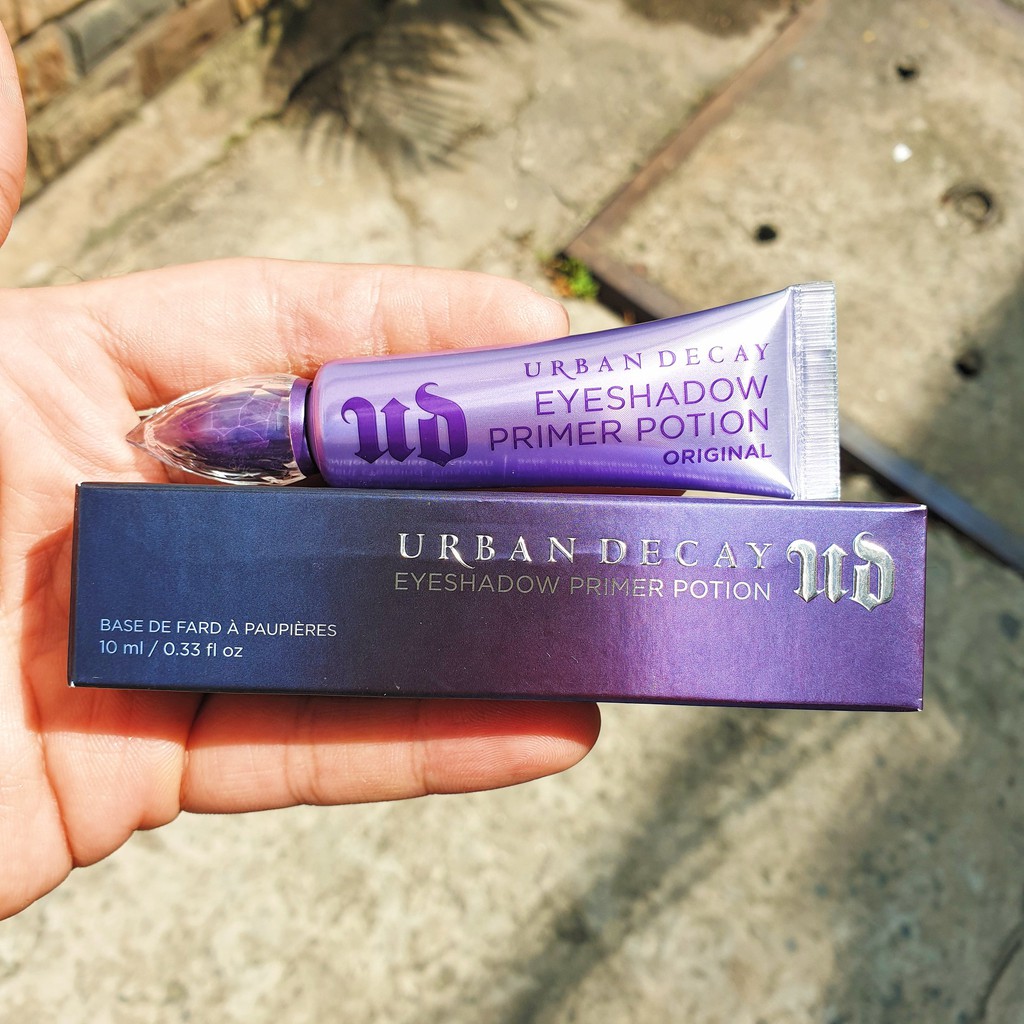 URBAN DECAY
EYESHADOW
PRIMER POTION
ORIGINAL
ud
URBAN DECAY
EYESHADOW PRIMER POTION
ud
BASE DE FARD À PAUPIÈRES
10 ml / 0.33 fl oz